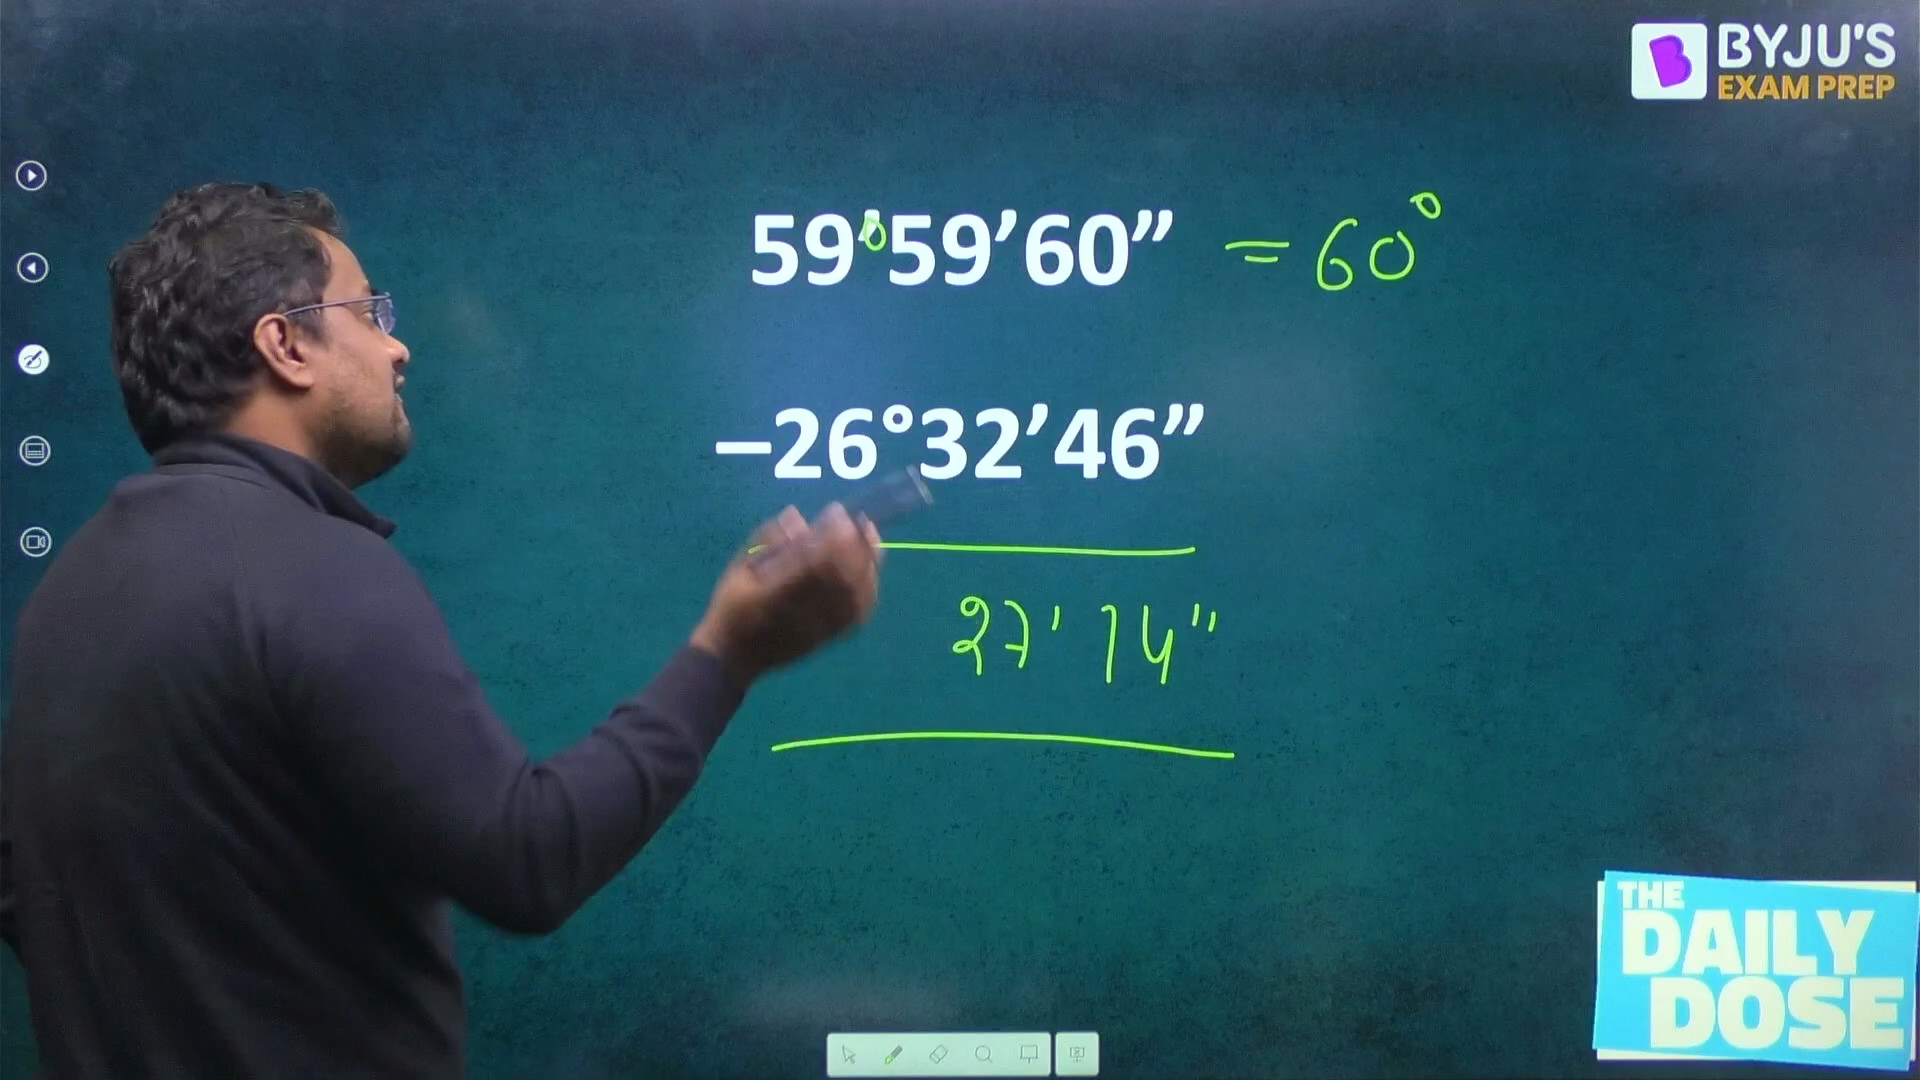 BYJU'S
EXAM PREP
59°59’60” = 60°
–26°32’46”
27' 14"
THE
DAILY
DOSE